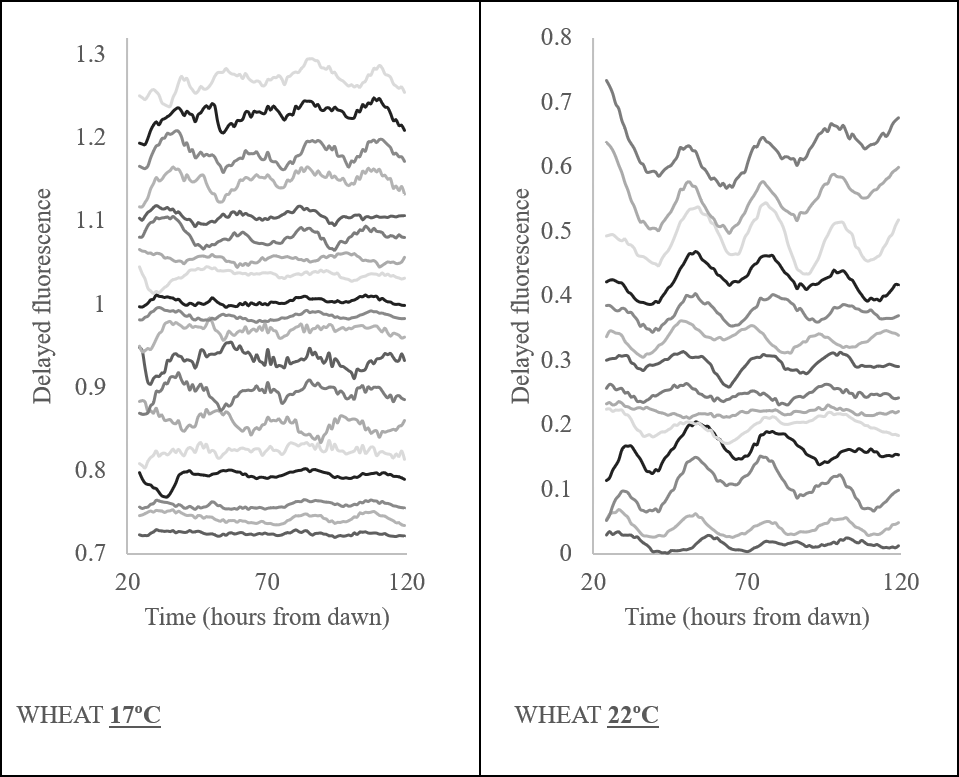 1.3
1.2
1.1
1
0.9
0.8
0.7
Delayed fluorescence
20 70 120
Time (hours from dawn)
WHEAT 17ºC
0.8
0.7
0.6
0.5
0.4
0.3
0.2
0.1
0
Delayed fluorescence
20 70 120
Time (hours from dawn)
WHEAT 22ºC